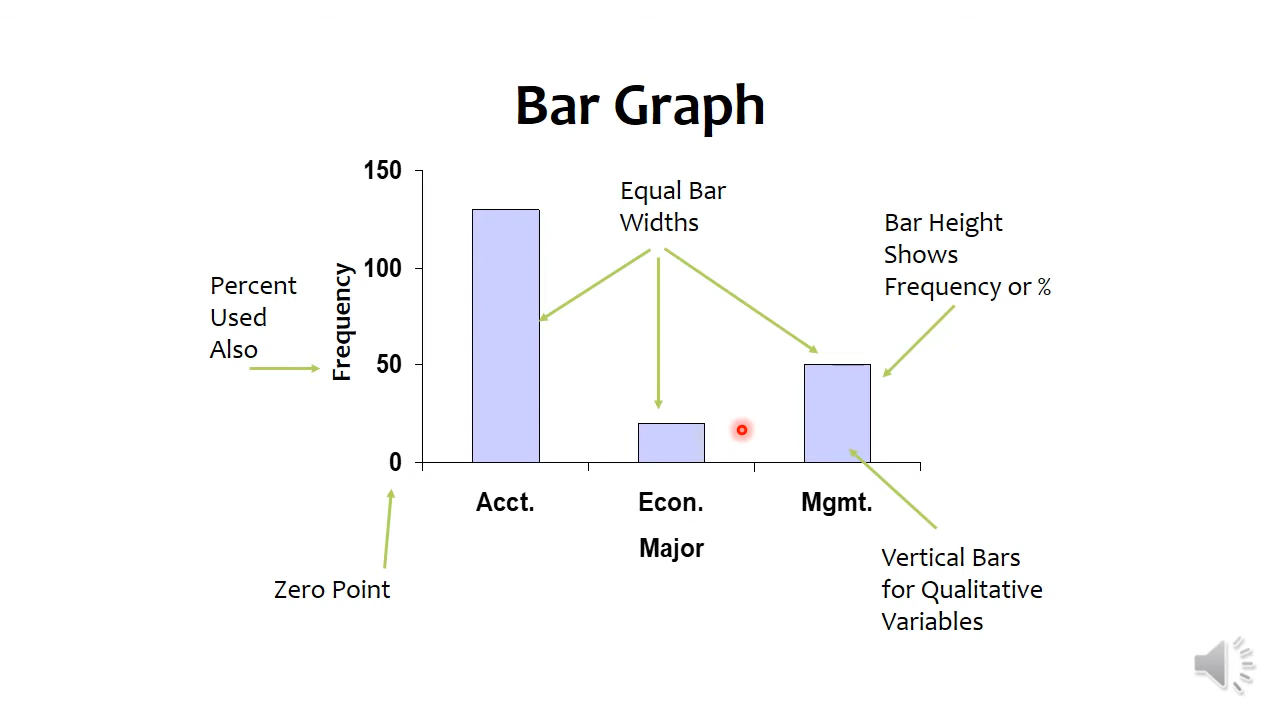 Bar Graph
150
100
50
0
Frequency
Equal Bar
Widths
Bar Height
Shows
Frequency or %
Percent
Used
Also
Acct.
Econ.
Mgmt.
Major
Zero Point
Vertical Bars
for Qualitative
Variables